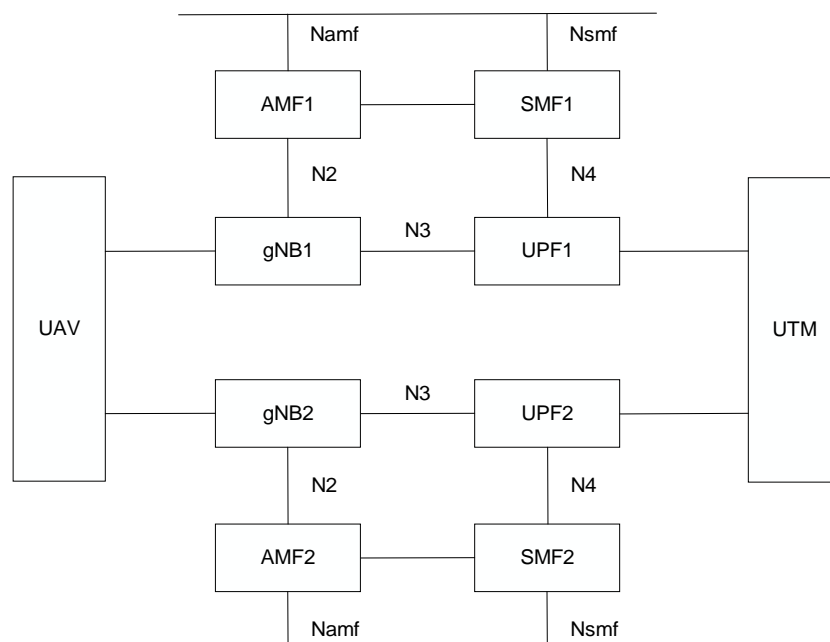 Namf Nsmf
AMF1 SMF1
N2 N4
gNB1 N3 UPF1
UAV UTM
gNB2 N3 UPF2
N2 N4
AMF2 SMF2
Namf Nsmf